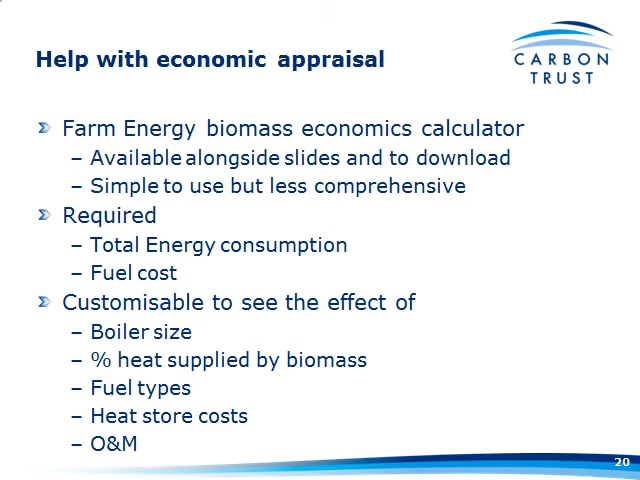 Help with economic appraisal
CARBON
TRUST
Farm Energy biomass economics calculator
– Available alongside slides and to download
– Simple to use but less comprehensive
Required
– Total Energy consumption
– Fuel cost
Customisable to see the effect of
– Boiler size
– % heat supplied by biomass
– Fuel types
– Heat store costs
– O&M
20